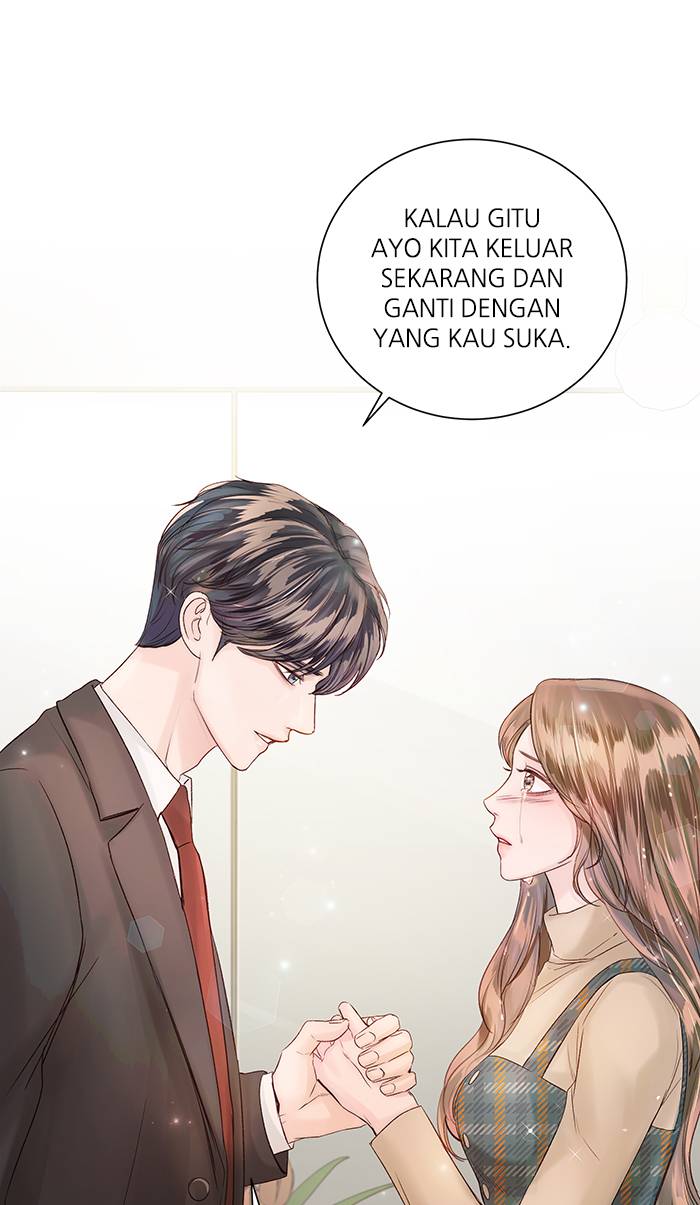 KALAU GITU
AYO KITA KELUAR
SEKARANG DAN
GANTI DENGAN
YANG KAU SUKA.